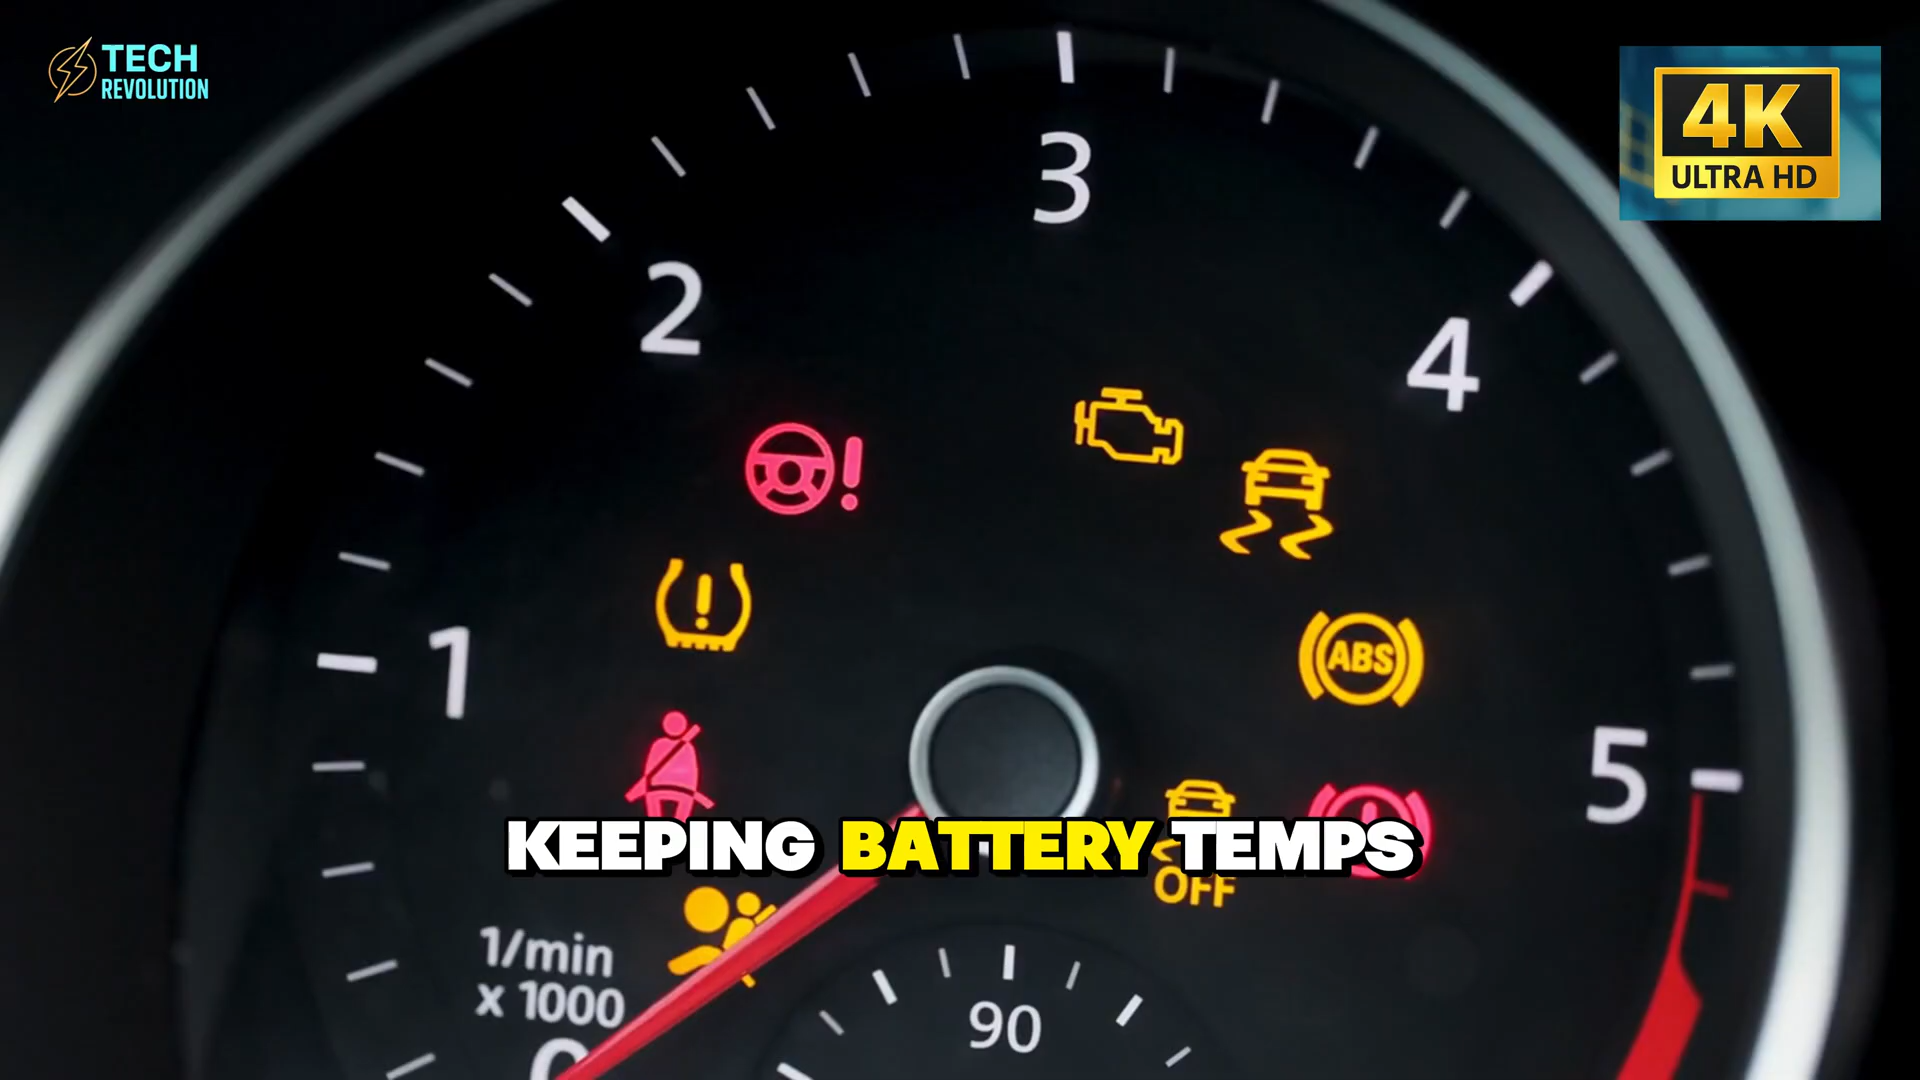 TECH
REVOLUTION
4K
ULTRA HD
3
2
4
1
ABS
5
KEEPING BATTERY TEMPS
OFF
1/min
x 1000
0
90